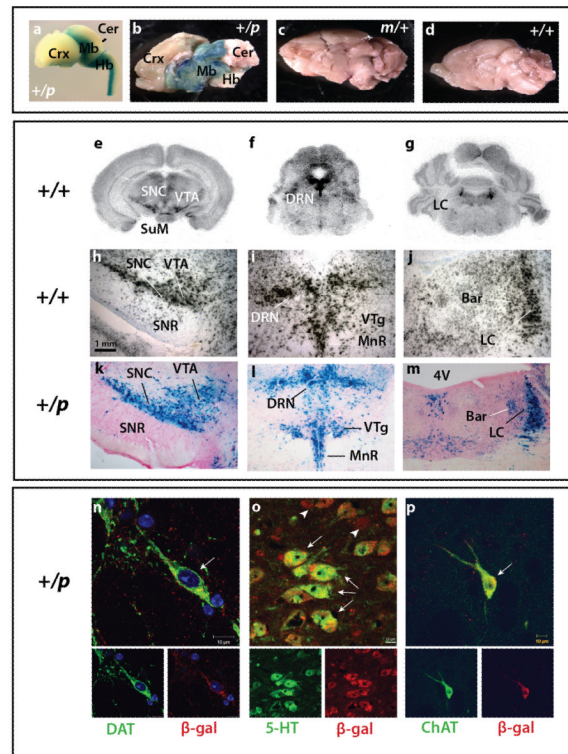 a
Cer
Mb
Crx
Hb
+/p
b
+/p
Crx
Cer
Mb
Hb
c
m/+
d
+/+
+/+
e
SNC
VTA
SuM
f
DRN
g
LC
+/+
h
SNC
VTA
SNR
1 mm
i
DRN
VTg
MnR
j
Bar
LC
+/p
k
SNC
VTA
SNR
l
DRN
VTg
MnR
m
4V
Bar
LC
+/p
n
10 µm
o
p
DAT
β-gal
5-HT
β-gal
ChAT
β-gal